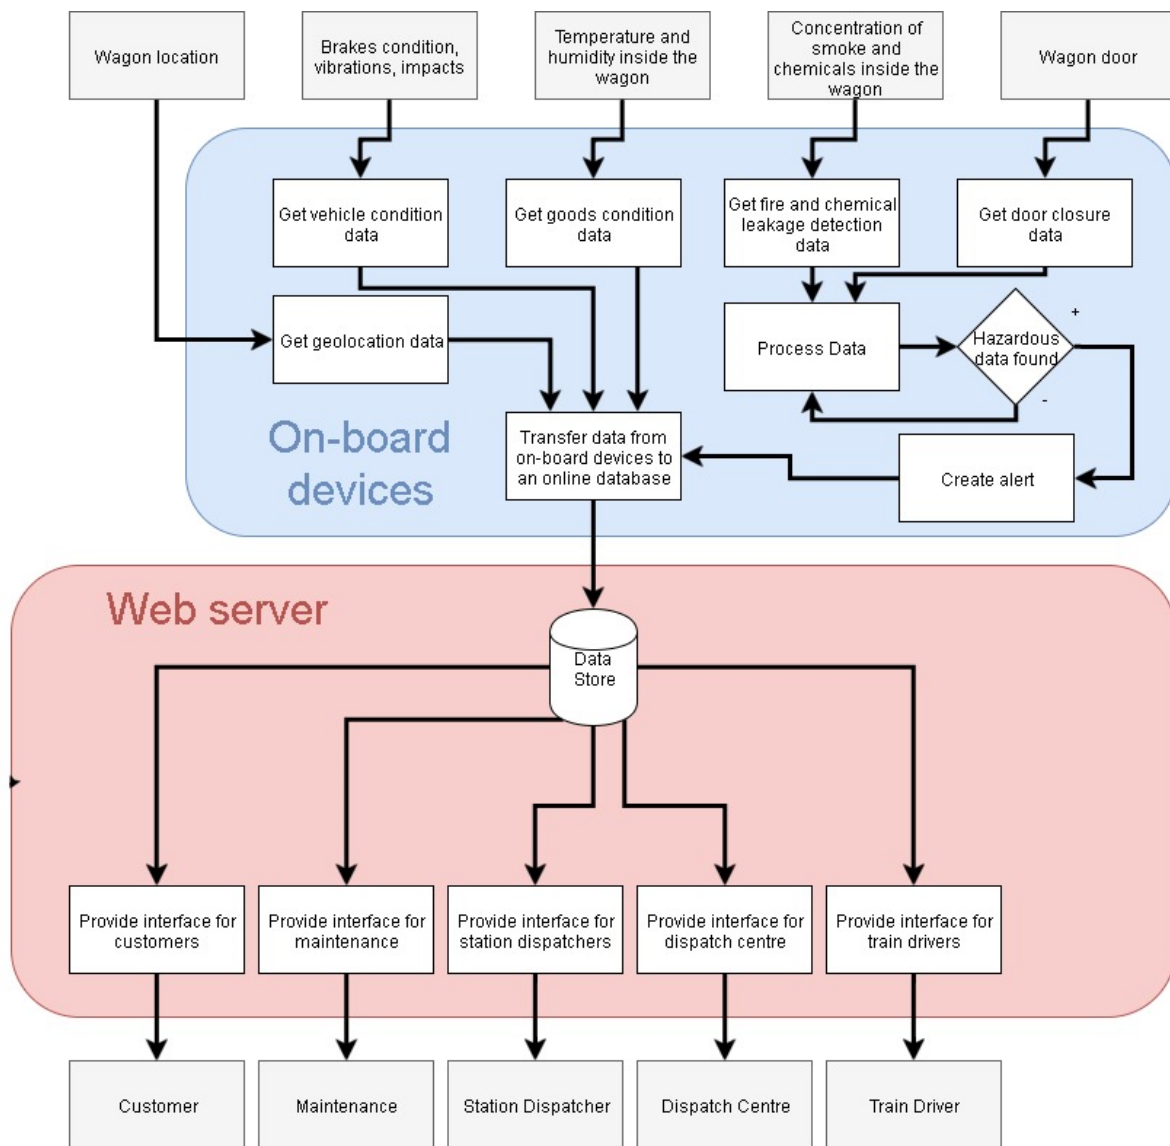 Wagon location
Brakes condition,
vibrations, impacts
Temperature and
humidity inside the
wagon
Concentration of
smoke and
chemicals inside the
wagon
Wagon door
Get vehicle condition
data
Get goods condition
data
Get fire and chemical
leakage detection
data
Get door closure
data
Get geolocation data
Process Data
Hazardous
data found
+
-
On-board
devices
Transfer data from
on-board devices to
an online database
Create alert
Web server
Data
Store
Provide interface for
customers
Provide interface for
maintenance
Provide interface for
station dispatchers
Provide interface for
dispatch centre
Provide interface for
train drivers
Customer
Maintenance
Station Dispatcher
Dispatch Centre
Train Driver